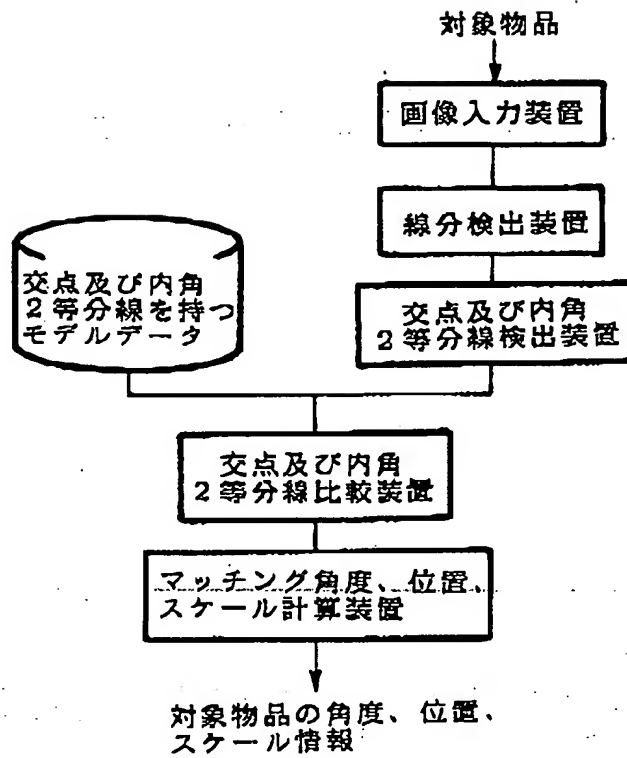 対象物品
画像入力装置
線分検出装置
交点及び内角
2等分線を持つ
モデルデータ
交点及び内角
2等分線検出装置
交点及び内角
2等分線比較装置
マッチング角度、位置、
スケール計算装置
対象物品の角度、位置、
スケール情報